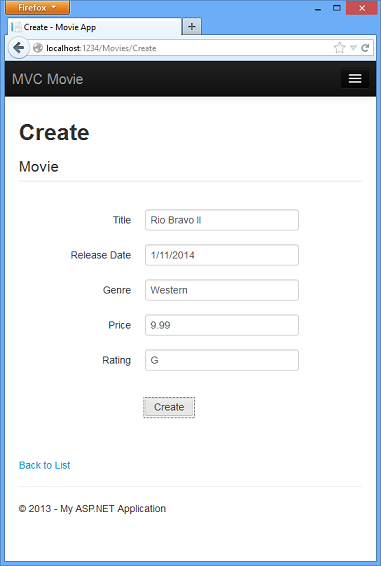 Firefox
Create - Movie App
localhost:1234/Movies/Create
MVC Movie
Create
Movie
Title Rio Bravo II
Release Date 1/11/2014
Genre Western
Price 9.99
Rating G
Create
Back to List
© 2013 - My ASP.NET Application